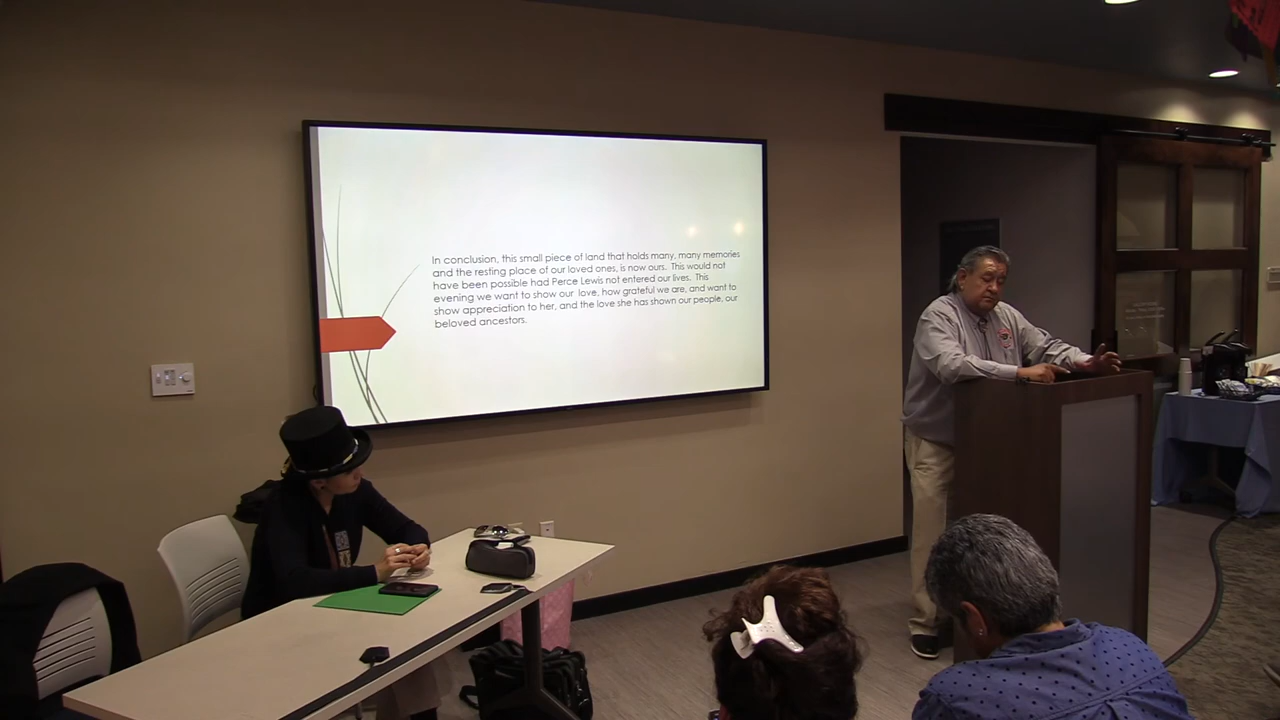 In conclusion, this small piece of land that holds many, many memories
and the resting place of our loved ones, is now ours.  This would not
have been possible had Perce Lewis not entered our lives.  This
evening we want to show our love, how grateful we are, and want to
show appreciation to her, and the love she has shown our people, our
beloved ancestors.